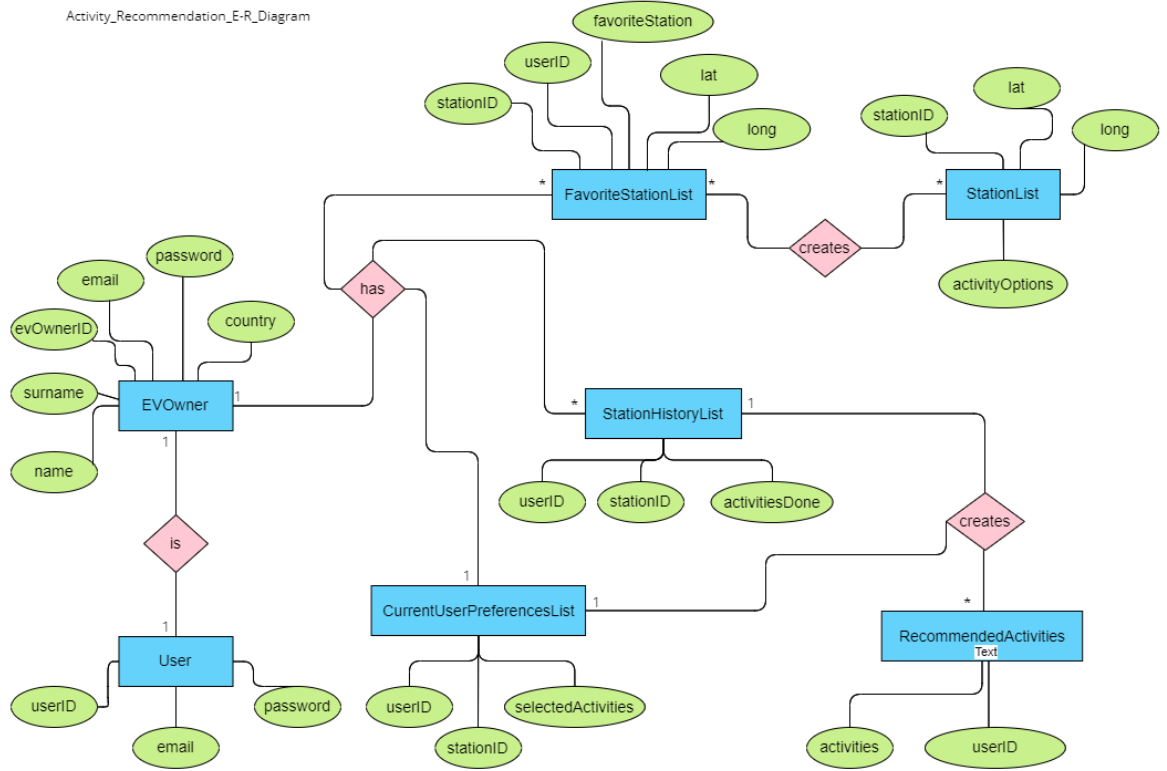 Activity_Recommendation_E-R_Diagram
favoriteStation
userID
lat
stationID
long
lat
stationID
long
*
FavoriteStationList
*
*
StationList
creates
activityOptions
has
password
email
evOwnerID
country
surname
EVOwner
1
name
1
is
1
User
userID
password
email
*
StationHistoryList
1
userID
stationID
activitiesDone
creates
1
CurrentUserPreferencesList
1
userID
selectedActivities
stationID
*
RecommendedActivities
Text
activities
userID